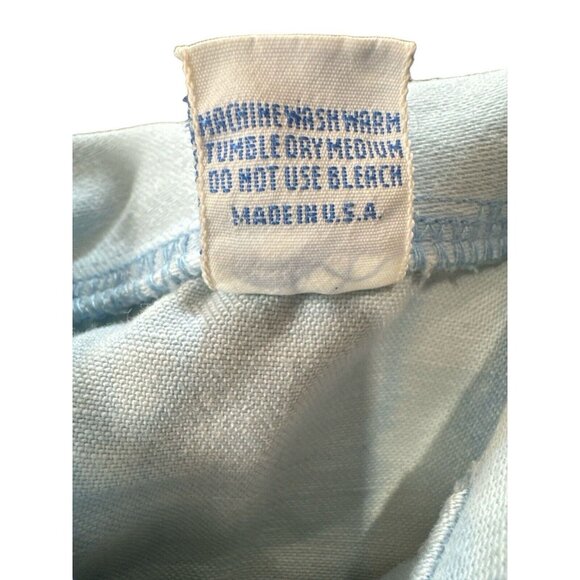 MACHINE WASH WARM
TUMBLE DRY MEDIUM
DO NOT USE BLEACH
MADE IN U.S.A.